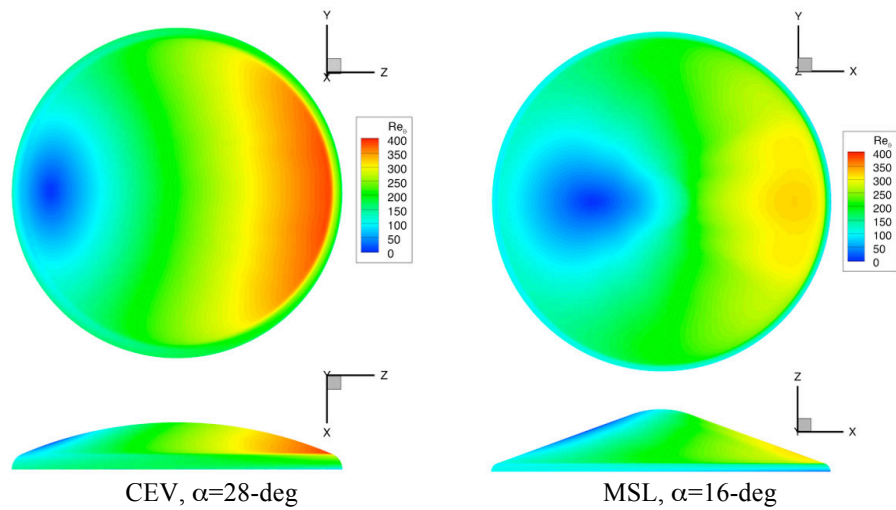 Y
X
Z
Re_θ
400
350
300
250
200
150
100
50
0
Y
Z
X
Re_θ
400
350
300
250
200
150
100
50
0
Y
Z
X
Z
Y
X
CEV, α=28-deg
MSL, α=16-deg